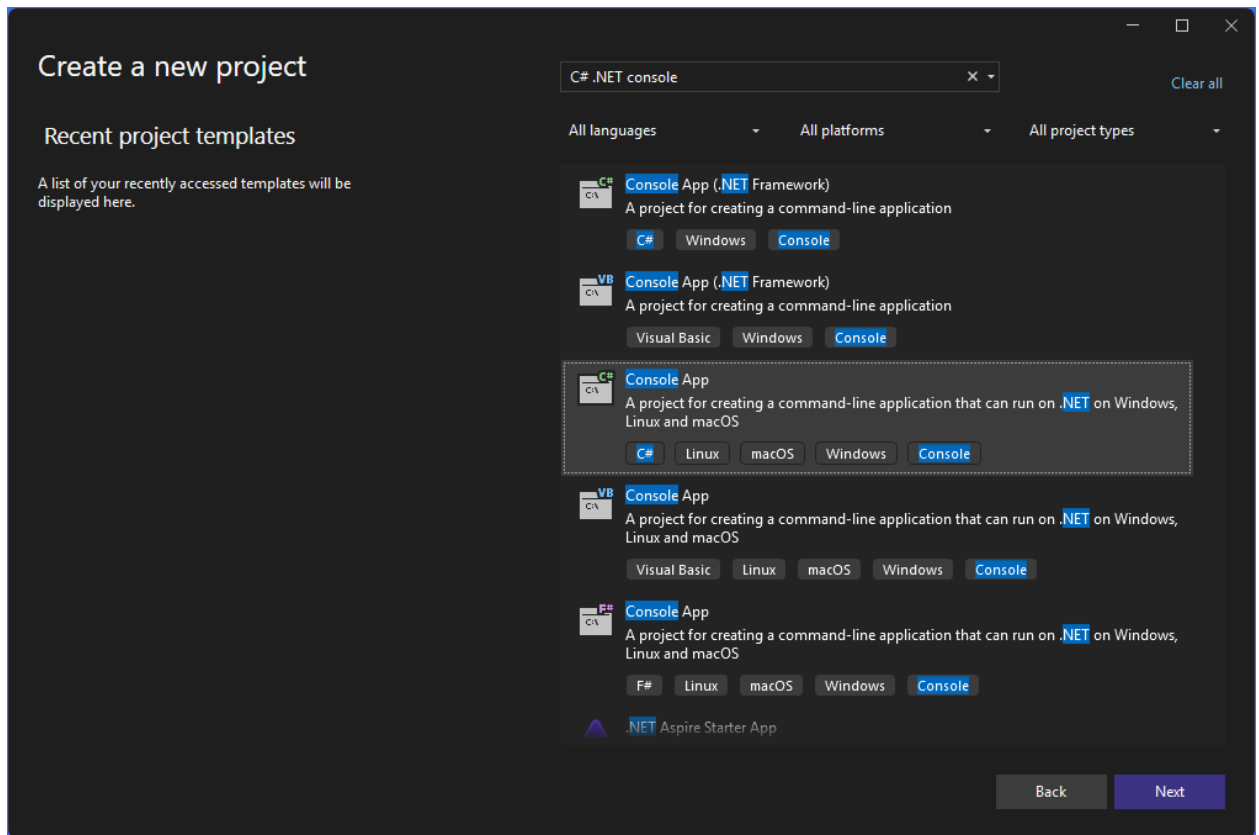 Create a new project
C# .NET console
Clear all
Recent project templates
A list of your recently accessed templates will be
displayed here.
All languages
All platforms
All project types
C#
C:\
Console App (.NET Framework)
A project for creating a command-line application
C#
Windows
Console
VB
C:\
Console App (.NET Framework)
A project for creating a command-line application
Visual Basic
Windows
Console
C#
C:\
Console App
A project for creating a command-line application that can run on .NET on Windows,
Linux and macOS
C#
Linux
macOS
Windows
Console
VB
C:\
Console App
A project for creating a command-line application that can run on .NET on Windows,
Linux and macOS
Visual Basic
Linux
macOS
Windows
Console
F#
C:\
Console App
A project for creating a command-line application that can run on .NET on Windows,
Linux and macOS
F#
Linux
macOS
Windows
Console
.NET Aspire Starter App
Back
Next